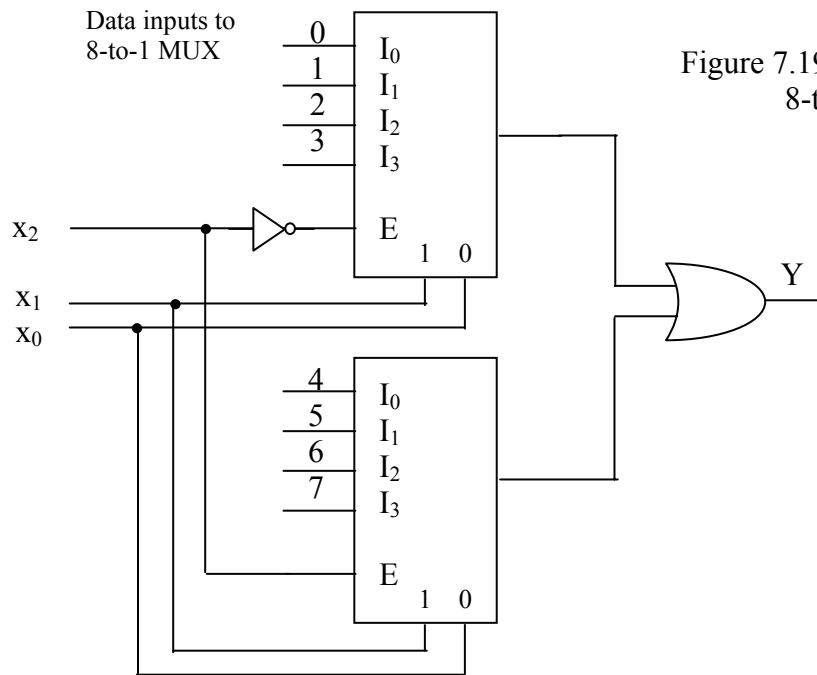 Data inputs to
8-to-1 MUX
Figure 7.19
8-t
0
I₀
1
I₁
2
I₂
3
I₃
x₂
E
1 0
x₁
x₀
Y
4
I₀
5
I₁
6
I₂
7
I₃
E
1 0